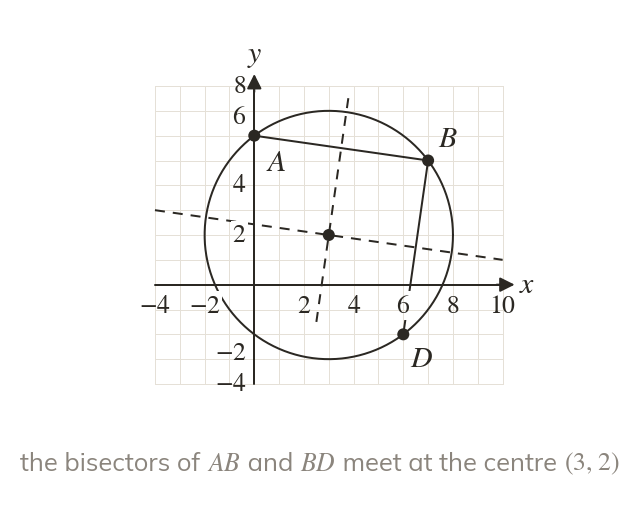 y
8
6
B
A
4
2
x
−4 −2 2 4 6 8 10
−2
D
−4
the bisectors of AB and BD meet at the centre (3, 2)